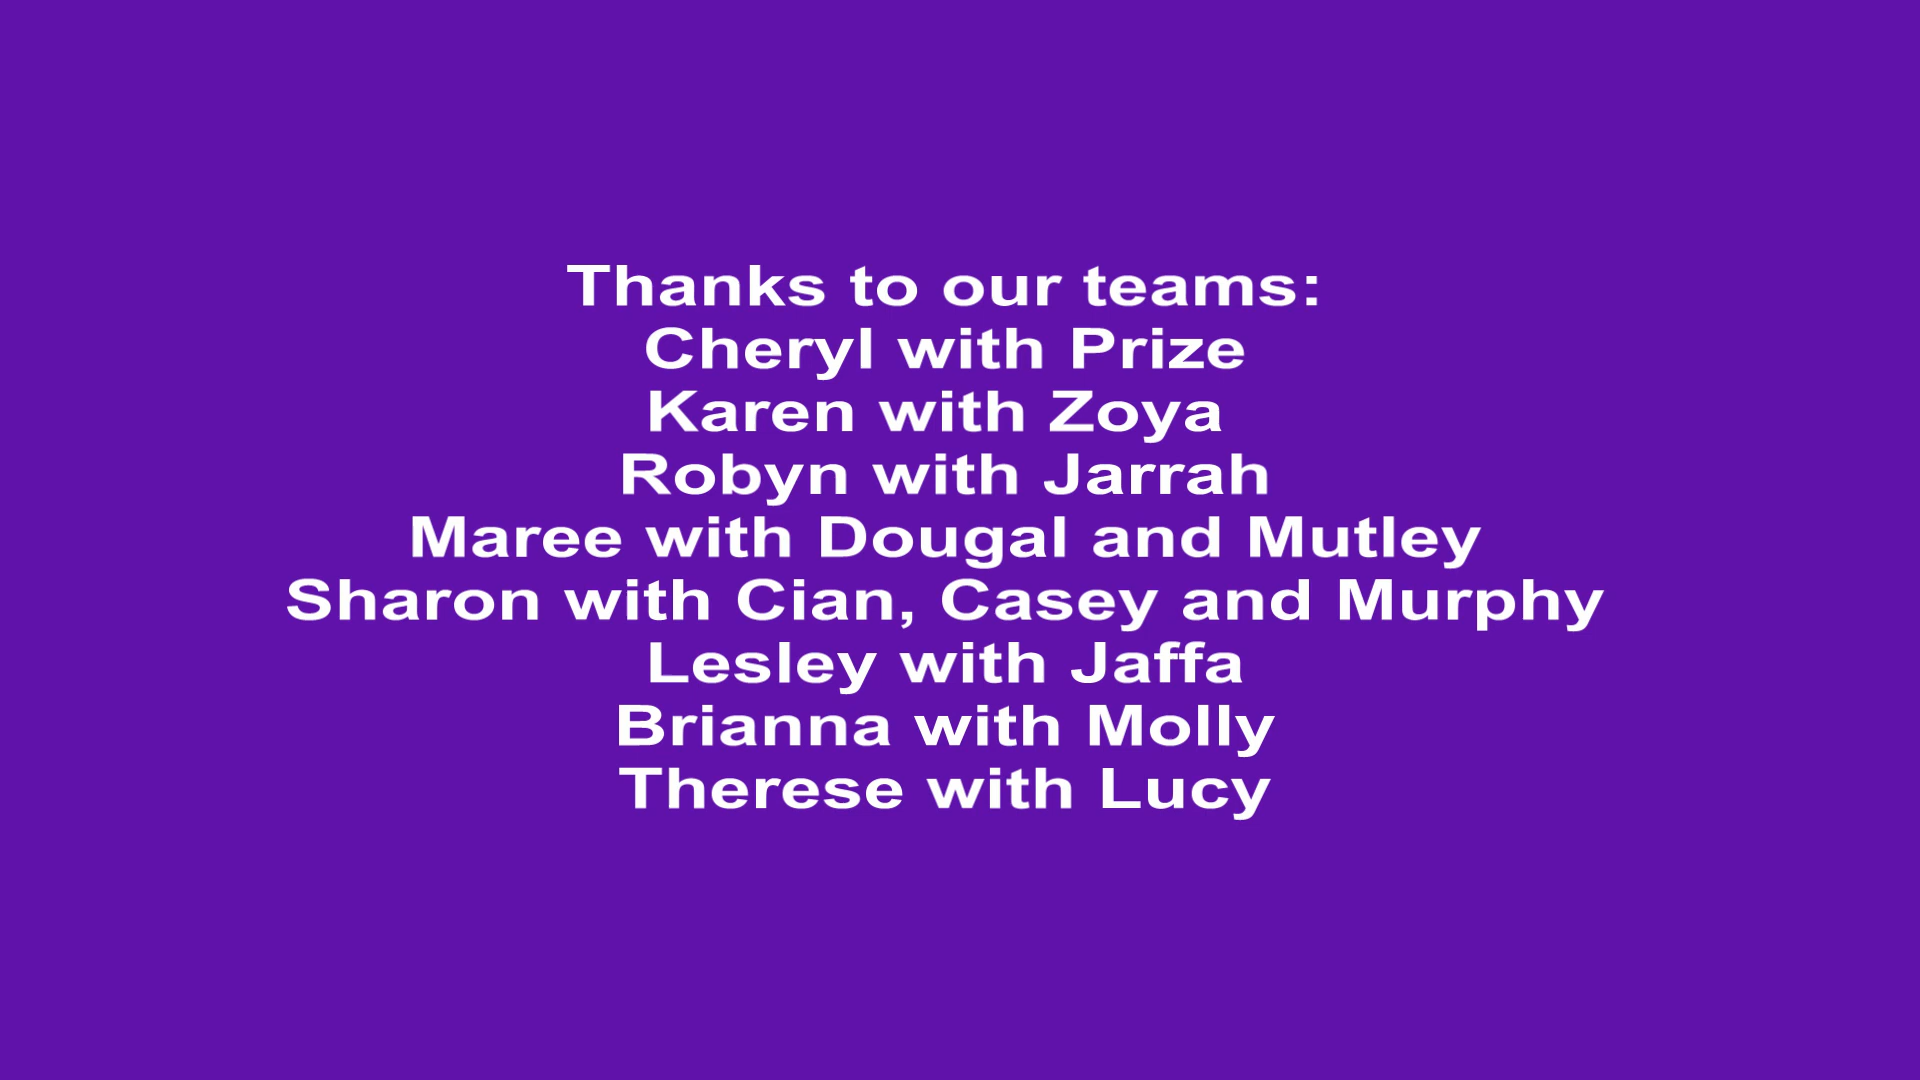 Thanks to our teams:
Cheryl with Prize
Karen with Zoya
Robyn with Jarrah
Maree with Dougal and Mutley
Sharon with Cian, Casey and Murphy
Lesley with Jaffa
Brianna with Molly
Therese with Lucy